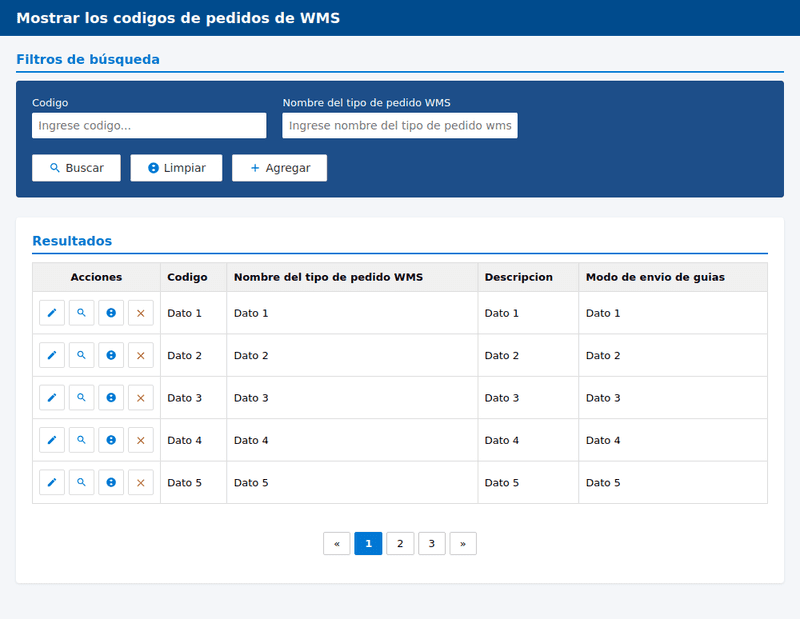 Mostrar los codigos de pedidos de WMS
Filtros de búsqueda
Codigo
Nombre del tipo de pedido WMS
Ingrese codigo...
Ingrese nombre del tipo de pedido wms
Buscar
Limpiar
+ Agregar
Resultados
Acciones Codigo Nombre del tipo de pedido WMS Descripcion Modo de envio de guias
Dato 1 Dato 1 Dato 1 Dato 1
Dato 2 Dato 2 Dato 2 Dato 2
Dato 3 Dato 3 Dato 3 Dato 3
Dato 4 Dato 4 Dato 4 Dato 4
Dato 5 Dato 5 Dato 5 Dato 5
« 1 2 3 »